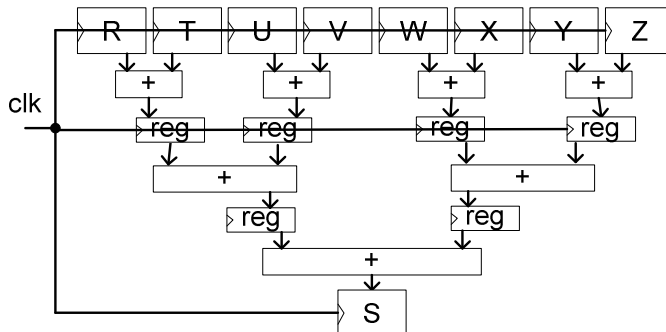 R T U V W X Y Z
+ + + +
clk
reg reg reg reg
+ +
reg reg
+
S